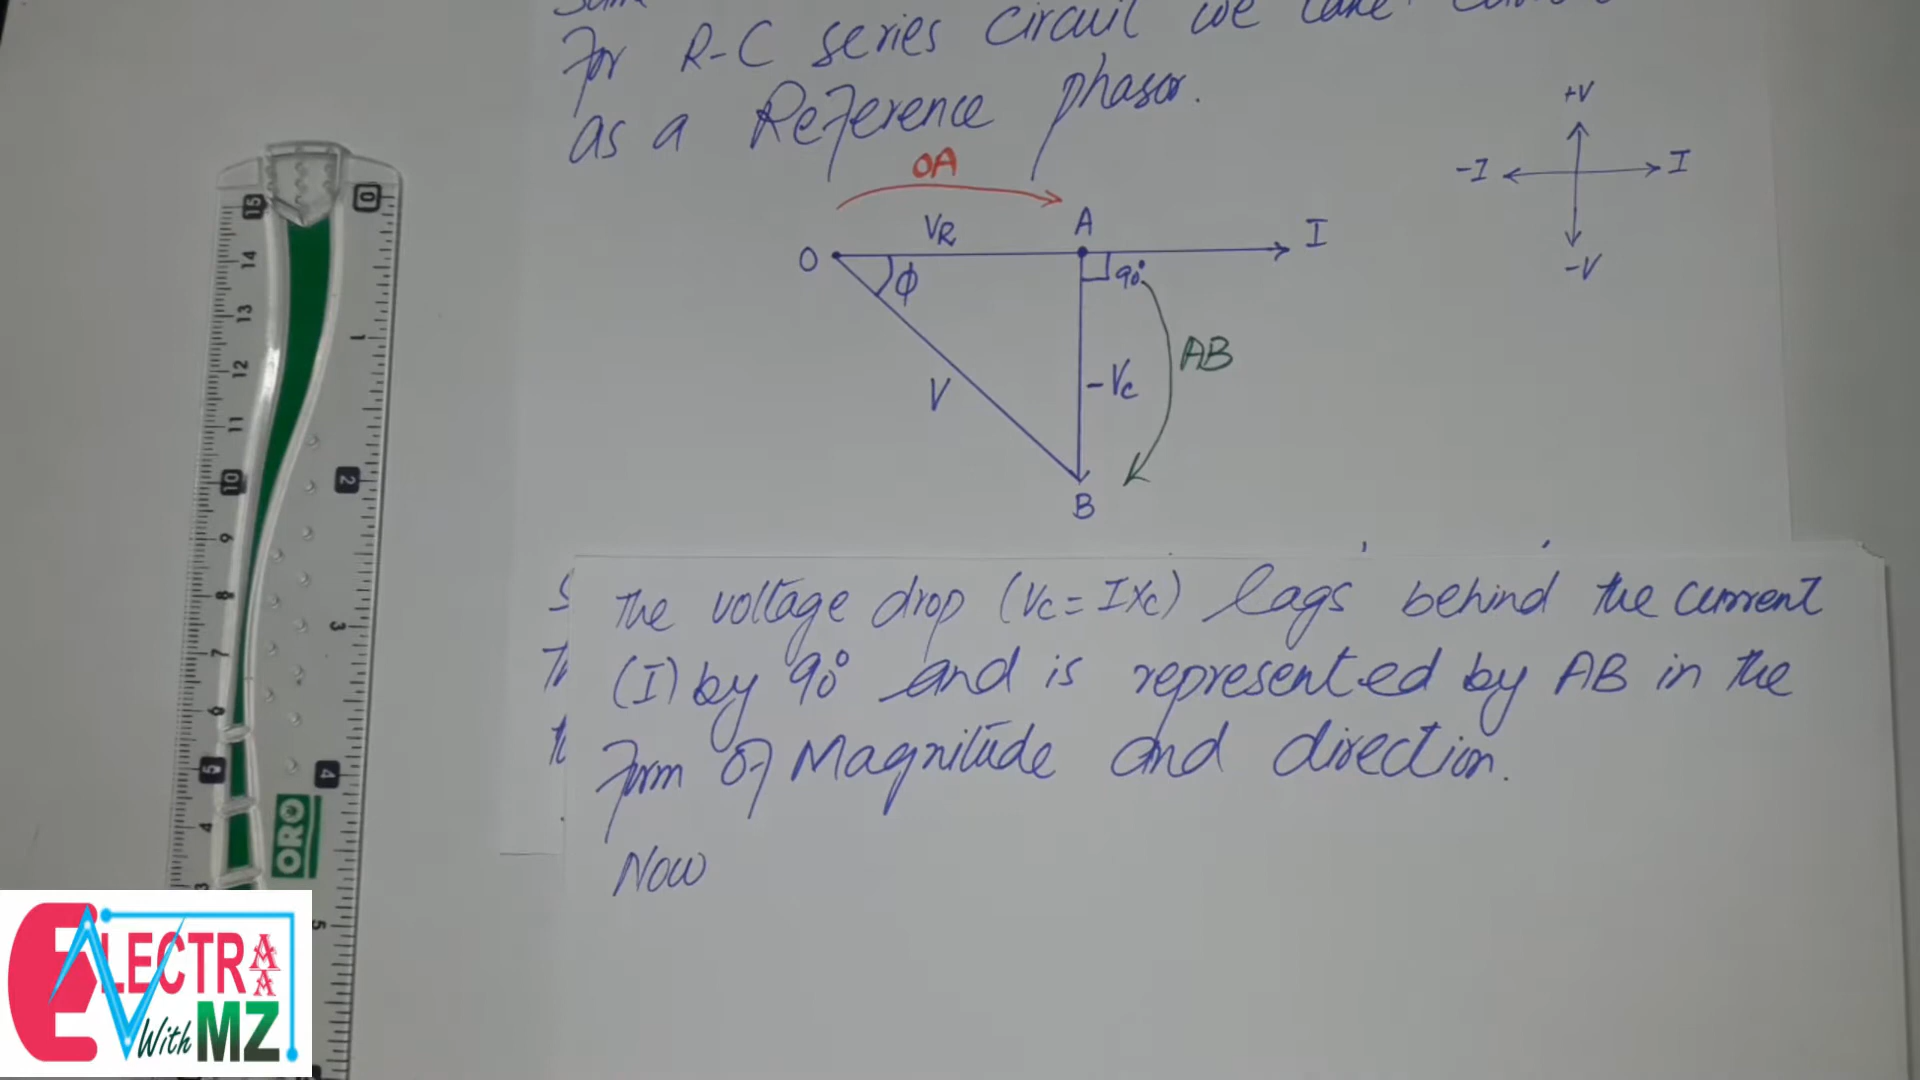 For R-C series Circuit we take
as a Reference phasor.
OA
+V
-I
I
-V
VR
A
I
O
φ
90°
AB
V
-Vc
B
The voltage drop (Vc = IXc) lags behind the current
(I) by 90° and is represented by AB in the
Form of Magnitude and direction.
Now
15
14
13
12
11
10
9
8
7
6
5
4
3
0
1
2
3
4
5
ORO
ELECTRA
AA
With MZ